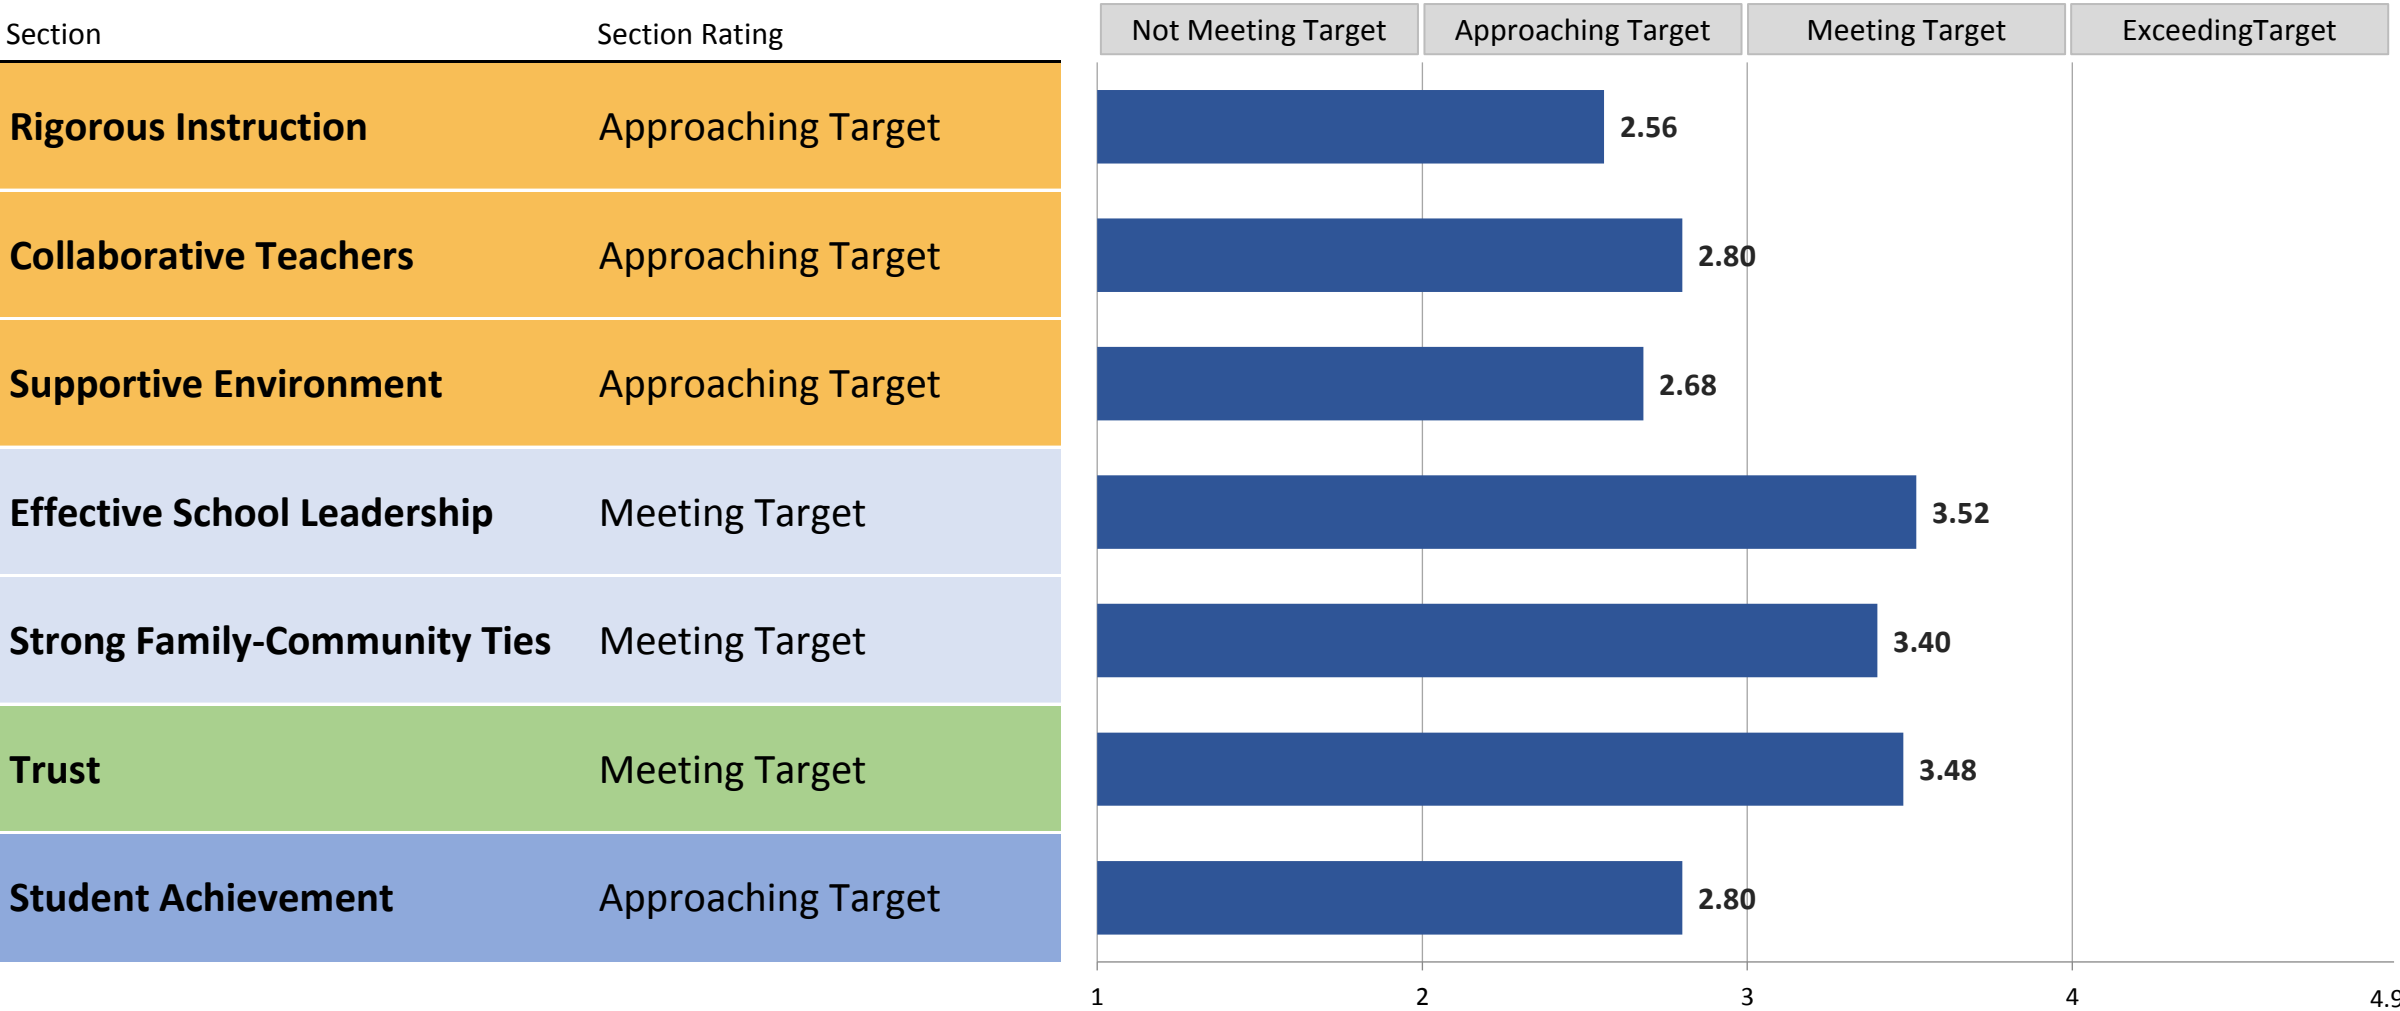 Section Section Rating Not Meeting Target Approaching Target Meeting Target ExceedingTarget
Rigorous Instruction Approaching Target 2.56
Collaborative Teachers Approaching Target 2.80
Supportive Environment Approaching Target 2.68
Effective School Leadership Meeting Target 3.52
Strong Family-Community Ties Meeting Target 3.40
Trust Meeting Target 3.48
Student Achievement Approaching Target 2.80
1 2 3 4 4.9